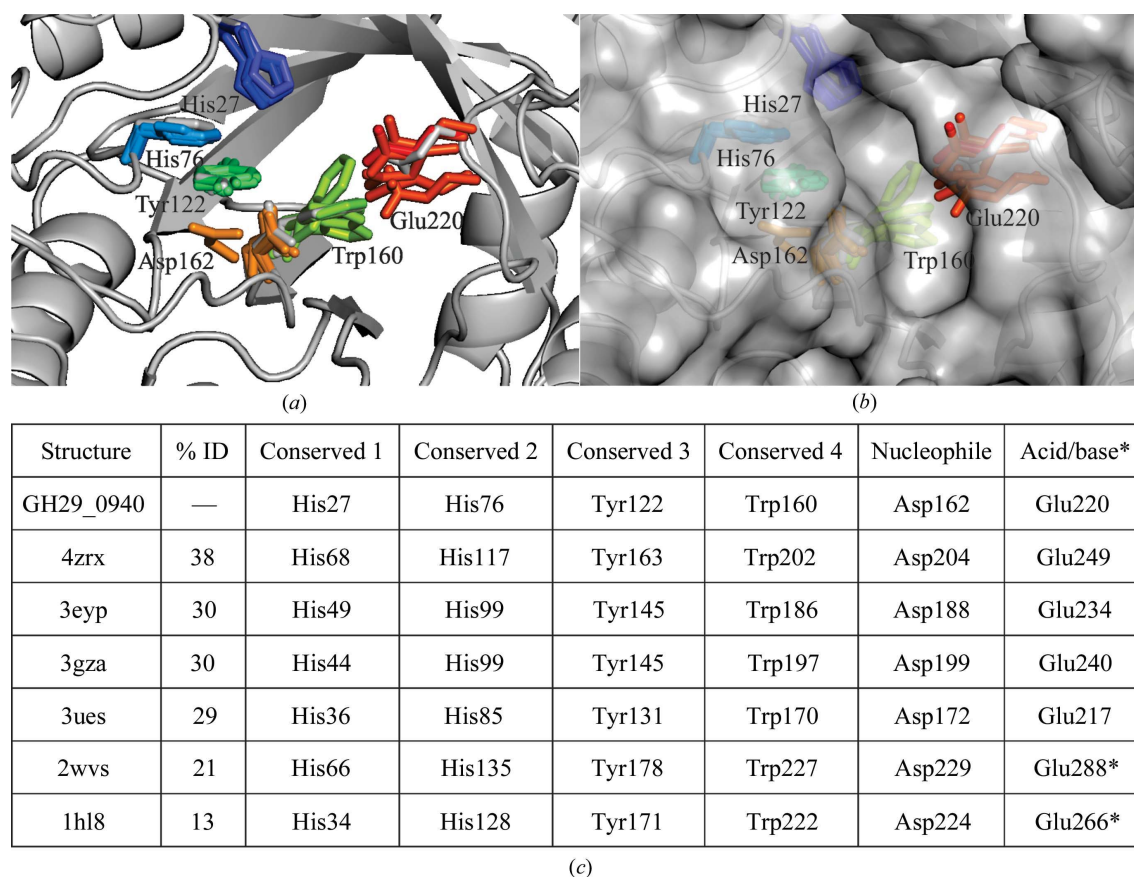 His27
His76
Tyr122
Asp162
Glu220
Trp160
(a)
His27
His76
Tyr122
Asp162
Glu220
Trp160
(b)
Structure % ID Conserved 1 Conserved 2 Conserved 3 Conserved 4 Nucleophile Acid/base*
GH29_0940 — His27 His76 Tyr122 Trp160 Asp162 Glu220
4zrx 38 His68 His117 Tyr163 Trp202 Asp204 Glu249
3eyp 30 His49 His99 Tyr145 Trp186 Asp188 Glu234
3gza 30 His44 His99 Tyr145 Trp197 Asp199 Glu240
3ues 29 His36 His85 Tyr131 Trp170 Asp172 Glu217
2wvs 21 His66 His135 Tyr178 Trp227 Asp229 Glu288*
1hl8 13 His34 His128 Tyr171 Trp222 Asp224 Glu266*
(c)